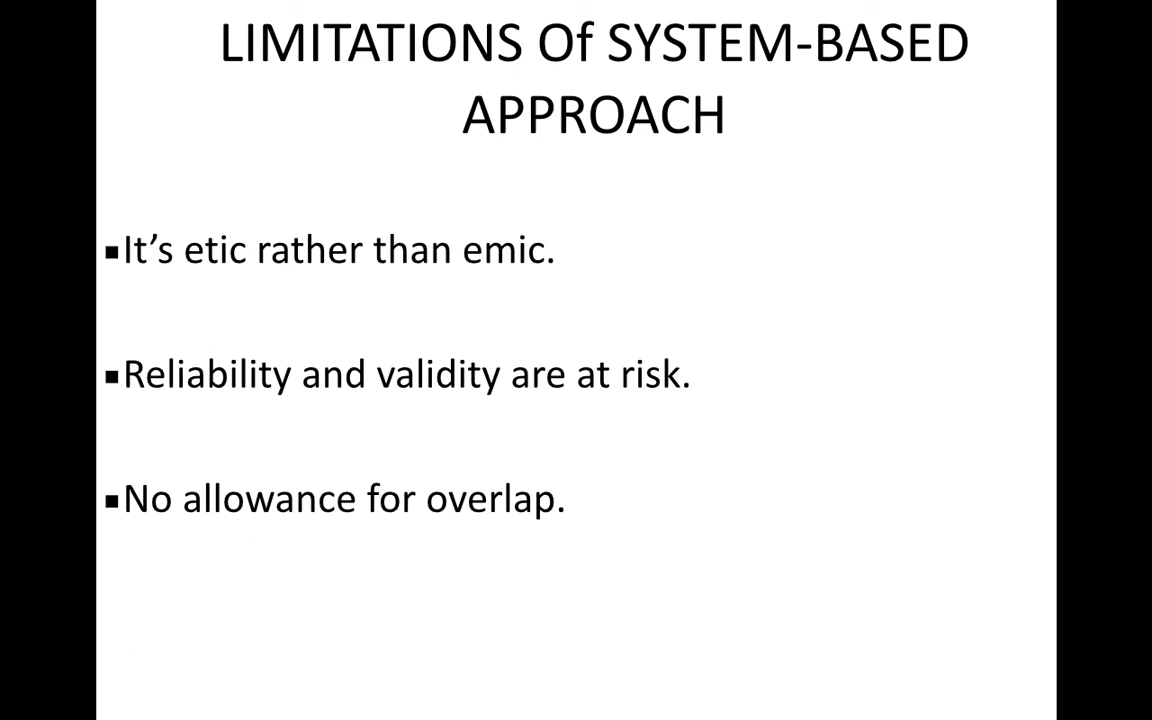 LIMITATIONS Of SYSTEM-BASED
APPROACH
▪It’s etic rather than emic.
▪Reliability and validity are at risk.
▪No allowance for overlap.